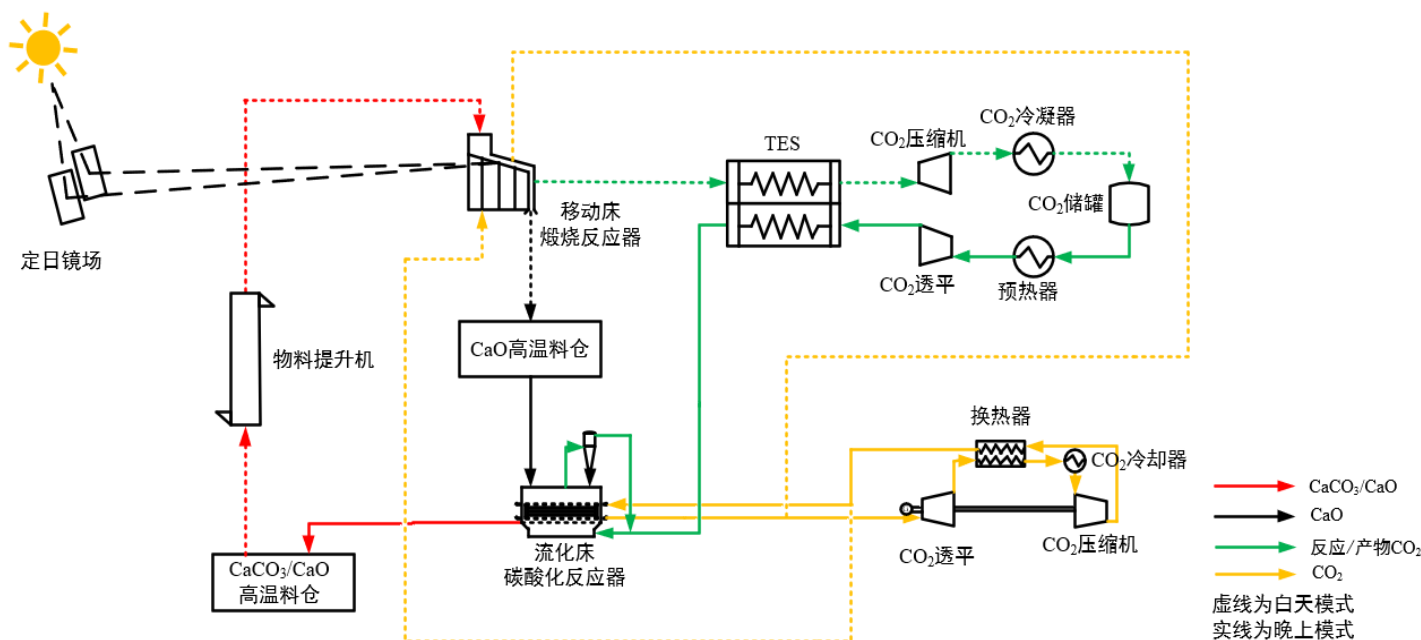 定日镜场
物料提升机
CaCO₃/CaO
高温料仓
移动床
煅烧反应器
CaO高温料仓
流化床
碳酸化反应器
TES
CO₂压缩机
CO₂冷凝器
CO₂储罐
预热器
CO₂透平
换热器
CO₂冷却器
CO₂透平
CO₂压缩机
CaCO₃/CaO
CaO
反应/产物CO₂
CO₂
虚线为白天模式
实线为晚上模式